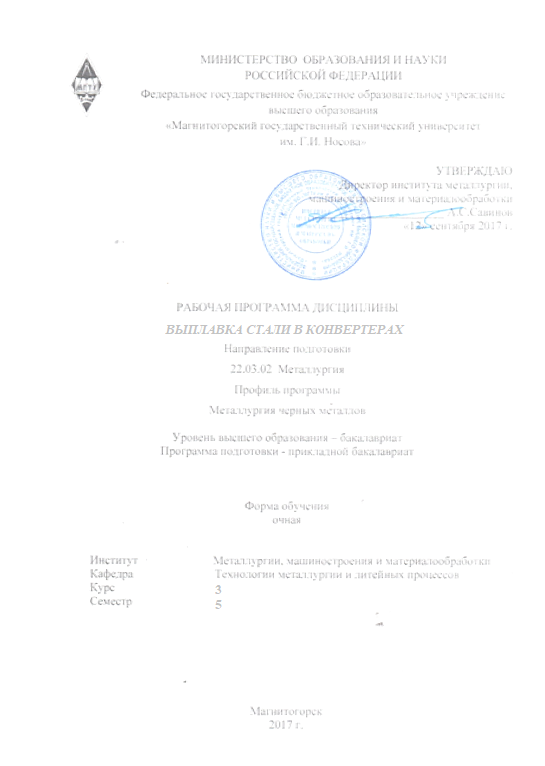 МИНИСТЕРСТВО ОБРАЗОВАНИЯ И НАУКИ
РОССИЙСКОЙ ФЕДЕРАЦИИ
Федеральное государственное бюджетное образовательное учреждение
высшего образования
«Магнитогорский государственный технический университет
им. Г.И. Носова»
МГТУ
УТВЕРЖДАЮ
Директор института металлургии,
машиностроения и материалообработки
А.С.Савинов
«12» сентября 2017 г.
РАБОЧАЯ ПРОГРАММА ДИСЦИПЛИНЫ
ВЫПЛАВКА СТАЛИ В КОНВЕРТЕРАХ
Направление подготовки
22.03.02 Металлургия
Профиль программы
Металлургия черных металлов
Уровень высшего образования – бакалавриат
Программа подготовки - прикладной бакалавриат
Форма обучения
очная
Институт Металлургии, машиностроения и материалообработки
Кафедра Технологии металлургии и литейных процессов
Курс 3
Семестр 5
Магнитогорск
2017 г.